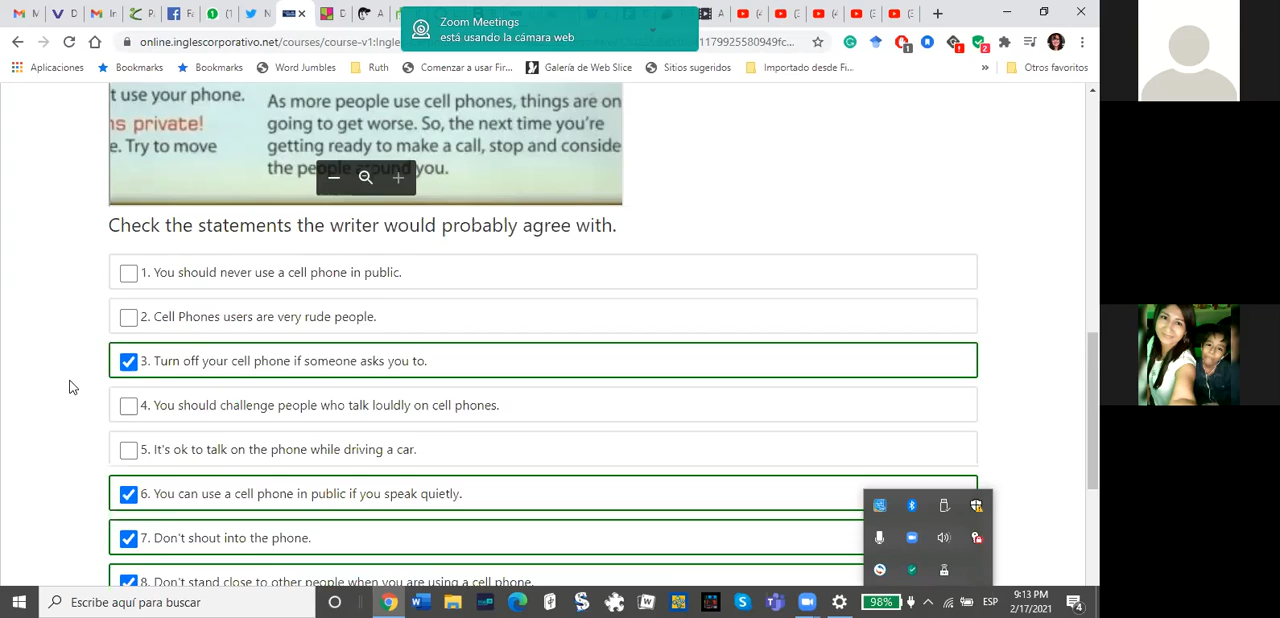 Zoom Meetings
está usando la cámara web
online.inglescorporativo.net/courses/course-v1:Ingle
1179925580949fc...
Aplicaciones
Bookmarks
Bookmarks
Word Jumbles
Ruth
Comenzar a usar Fir...
Galería de Web Slice
Sitios sugeridos
Importado desde Fi...
»
Otros favoritos
t use your phone.
ns private!
e. Try to move
As more people use cell phones, things are on
going to get worse. So, the next time you're
getting ready to make a call, stop and conside
the people around you.
Check the statements the writer would probably agree with.
1. You should never use a cell phone in public.
2. Cell Phones users are very rude people.
3. Turn off your cell phone if someone asks you to.
4. You should challenge people who talk louldly on cell phones.
5. It's ok to talk on the phone while driving a car.
6. You can use a cell phone in public if you speak quietly.
7. Don't shout into the phone.
8. Don't stand close to other people when you are using a cell phone.
Escribe aquí para buscar
98%
ESP
9:13 PM
2/17/2021
4